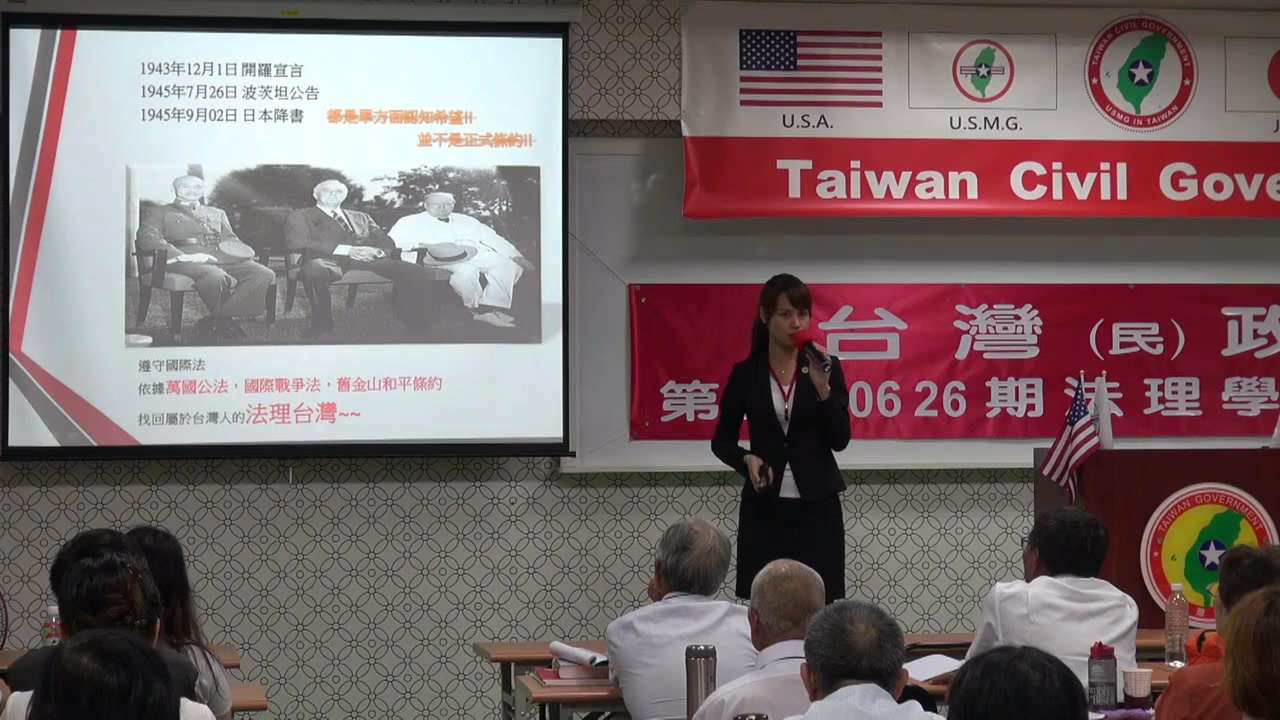 1943年12月1日 開羅宣言
1945年7月26日 波茨坦公告
1945年9月02日 日本降書 都是單方面認知希望!!
並不是正式條約!!
遵守國際法
依據萬國公法，國際戰爭法，舊金山和平條約
找回屬於台灣人的法理台灣~~
U.S.A.
U.S.M.G.
TAIWAN CIVIL GOVERNMENT
USMG IN TAIWAN
J
Taiwan Civil Gove
台灣（民）政
第 06 26 期 法理學
TAIWAN GOVERNMENT